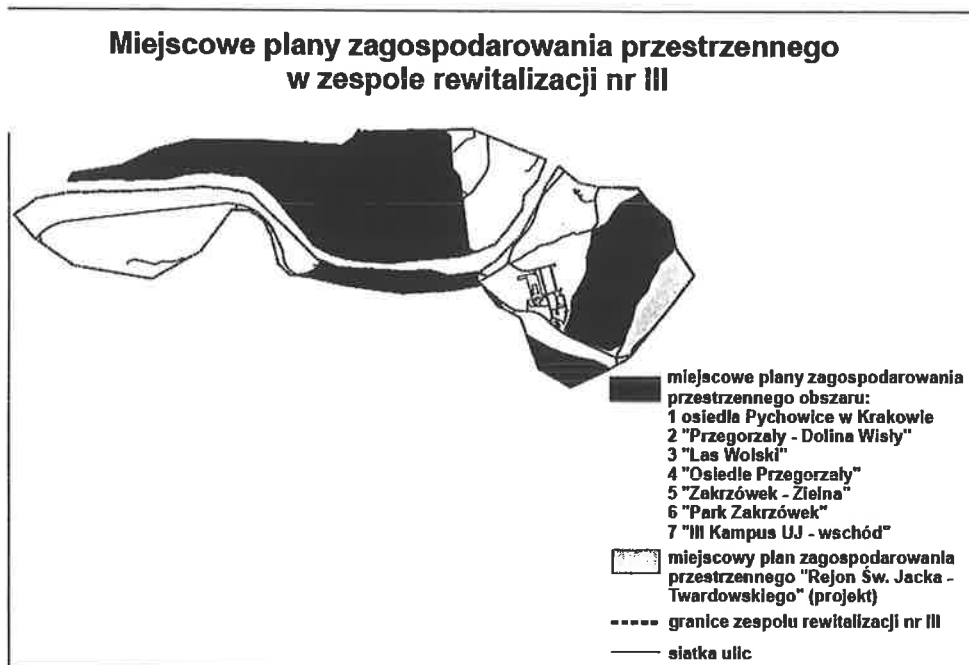 Miejscowe plany zagospodarowania przestrzennego
w zespole rewitalizacji nr III
miejscowe plany zagospodarowania
przestrzennego obszaru:
1 osiedla Pychowice w Krakowie
2 "Przegorzały - Dolina Wisły"
3 "Las Wolski"
4 "Osiedle Przegorzały"
5 "Zakrzówek - Zielna"
6 "Park Zakrzówek"
7 "III Kampus UJ - wschód"
miejscowy plan zagospodarowania
przestrzennego "Rejon Św. Jacka -
Twardowskiego" (projekt)
granice zespołu rewitalizacji nr III
siatka ulic